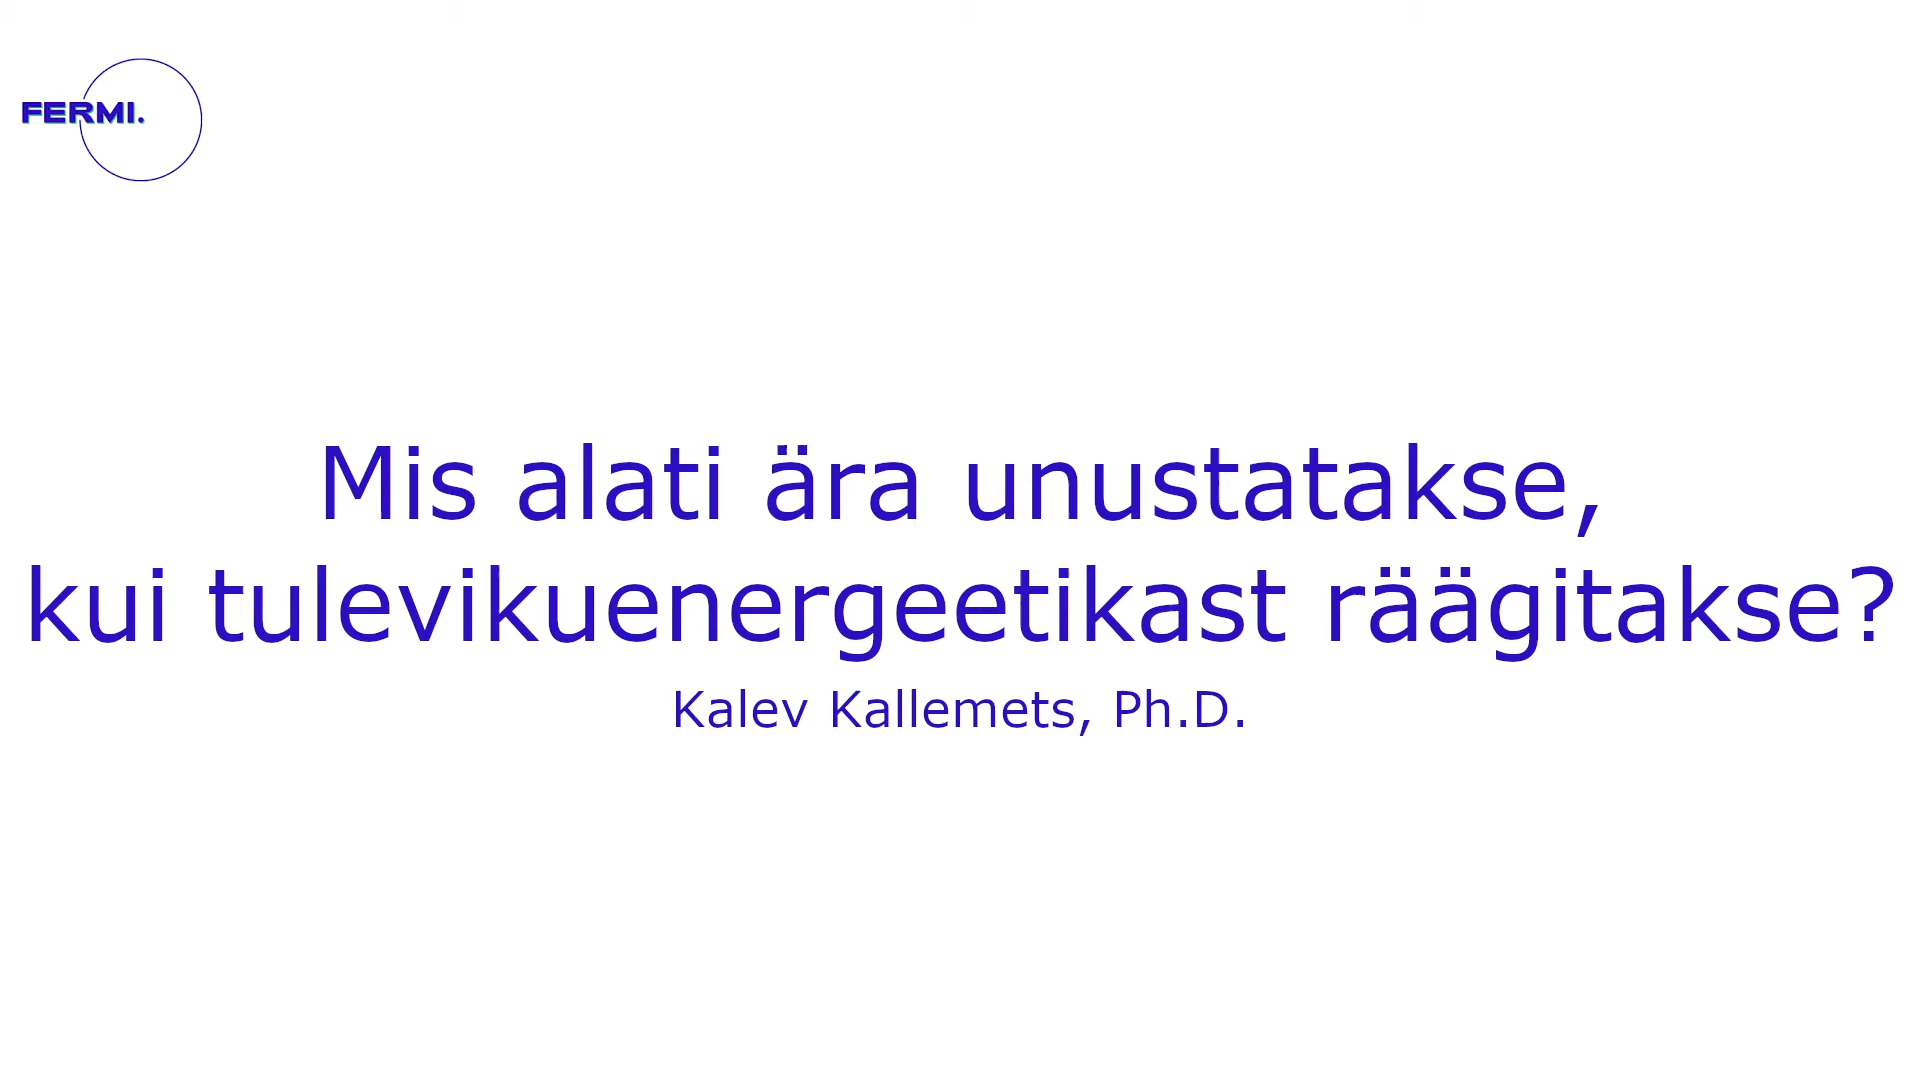 FERMI.
Mis alati ära unustatakse,
kui tulevikuenergeetikast räägitakse?
Kalev Kallemets, Ph.D.